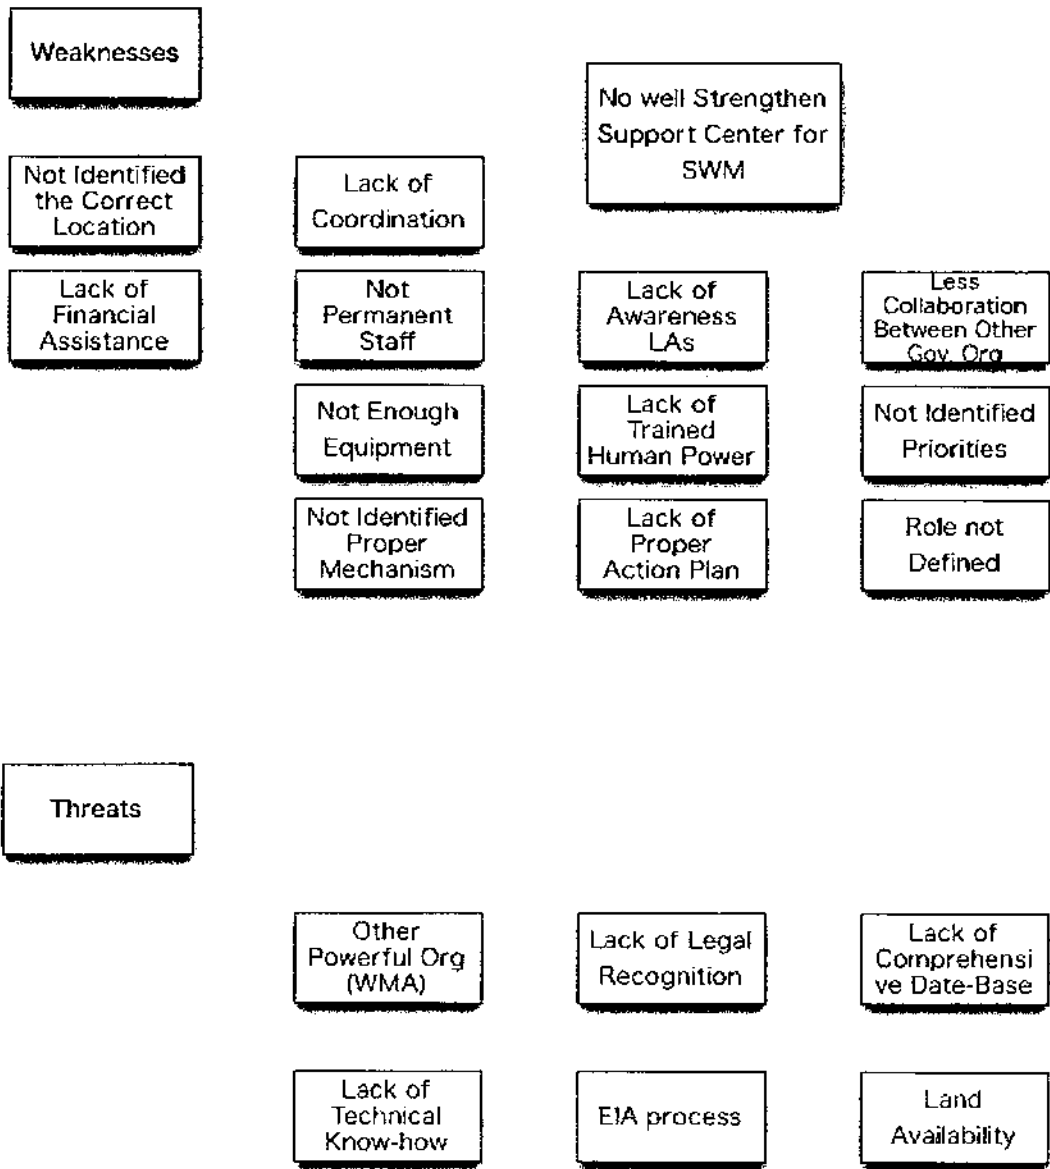 Weaknesses
No well Strengthen
Support Center for
SWM
Not Identified
the Correct
Location
Lack of
Coordination
Lack of
Financial
Assistance
Not
Permanent
Staff
Lack of
Awareness
LAs
Less
Collaboration
Between Other
Gov. Org
Not Enough
Equipment
Lack of
Trained
Human Power
Not Identified
Priorities
Not Identified
Proper
Mechanism
Lack of
Proper
Action Plan
Role not
Defined
Threats
Other
Powerful Org
(WMA)
Lack of Legal
Recognition
Lack of
Comprehensi
ve Date-Base
Lack of
Technical
Know-how
EIA process
Land
Availability